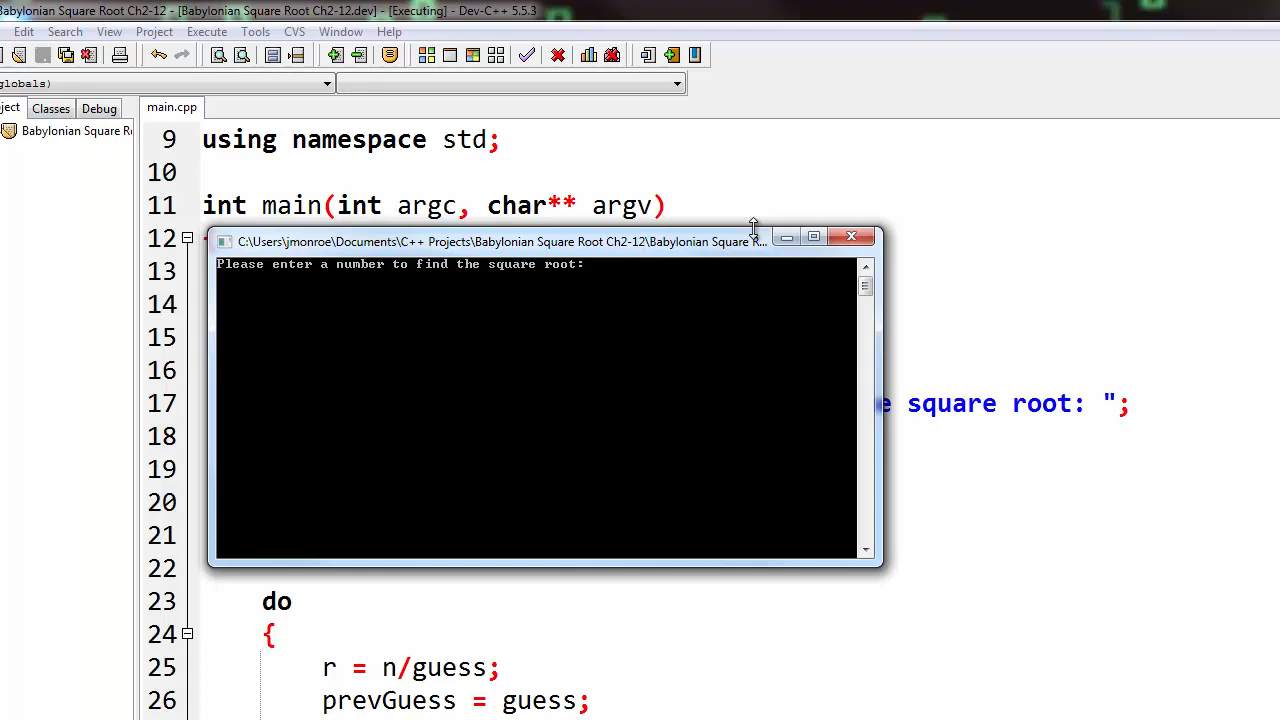 Babylonian Square Root Ch2-12 - [Babylonian Square Root Ch2-12.dev] - [Executing] - Dev-C++ 5.5.3
Edit Search View Project Execute Tools CVS Window Help
globals)
ject Classes Debug main.cpp
Babylonian Square Ro
9 using namespace std;
10
11 int main(int argc, char** argv)
12
C:\Users\jmonroe\Documents\C++ Projects\Babylonian Square Root Ch2-12\Babylonian Square R...
Please enter a number to find the square root:
13
14
15
16
17 e square root: ";
18
19
20
21
22
23 do
24 {
25 r = n/guess;
26 prevGuess = guess;